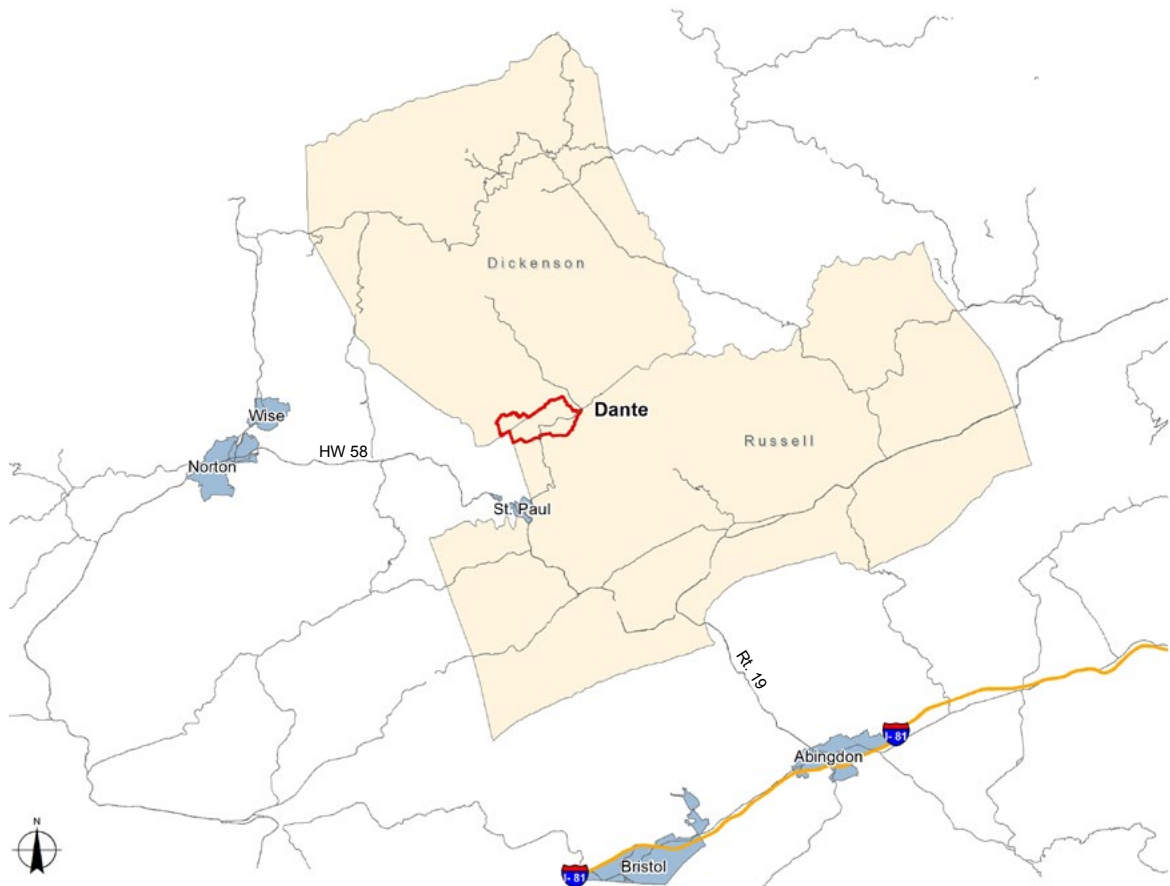 Dickenson
Dante
Wise
Russell
HW 58
Norton
St. Paul
Rt. 19
I- 81
Abingdon
N
Bristol
I- 81